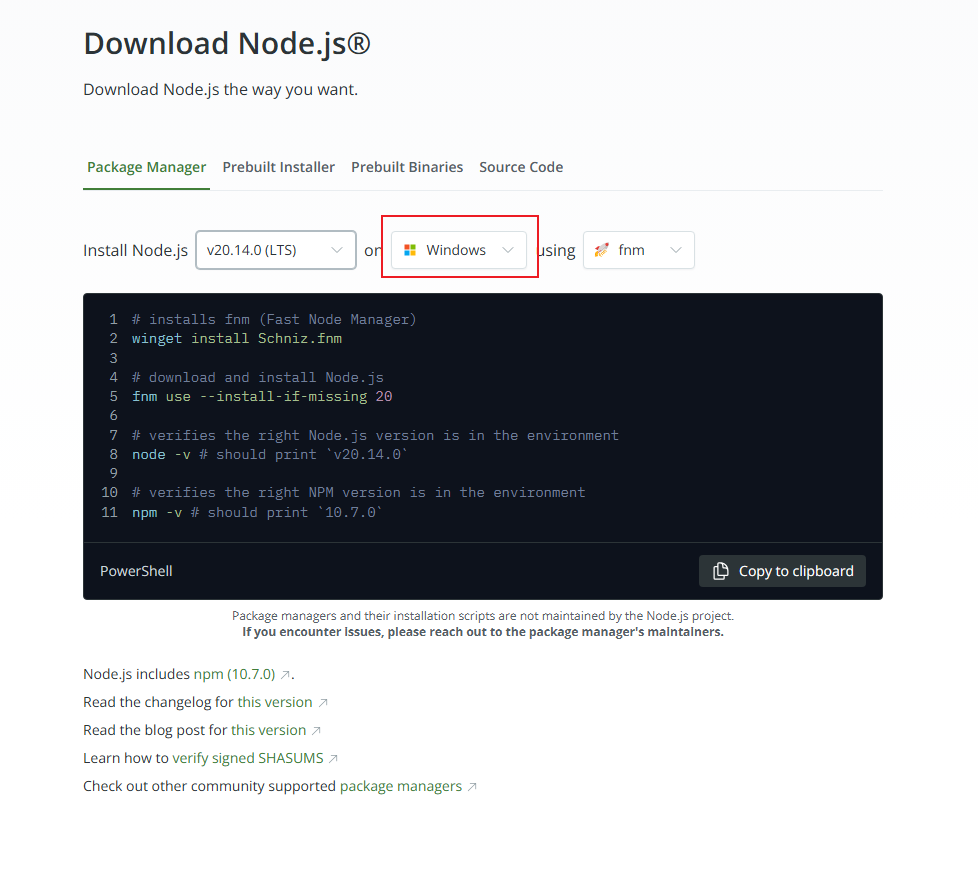 Download Node.js®
Download Node.js the way you want.
Package Manager Prebuilt Installer Prebuilt Binaries Source Code
Install Node.js v20.14.0 (LTS) on Windows using fnm
1 # installs fnm (Fast Node Manager)
2 winget install Schniz.fnm
3
4 # download and install Node.js
5 fnm use --install-if-missing 20
6
7 # verifies the right Node.js version is in the environment
8 node -v # should print `v20.14.0`
9
10 # verifies the right NPM version is in the environment
11 npm -v # should print `10.7.0`
PowerShell Copy to clipboard
Package managers and their installation scripts are not maintained by the Node.js project.
If you encounter issues, please reach out to the package manager's maintainers.
Node.js includes npm (10.7.0) ↗.
Read the changelog for this version ↗
Read the blog post for this version ↗
Learn how to verify signed SHASUMS ↗
Check out other community supported package managers ↗